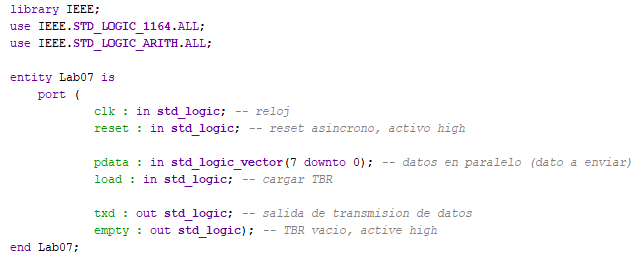 library IEEE;
use IEEE.STD_LOGIC_1164.ALL;
use IEEE.STD_LOGIC_ARITH.ALL;
entity Lab07 is
port (
clk : in std_logic; -- reloj
reset : in std_logic; -- reset asincrono, activo high
pdata : in std_logic_vector(7 downto 0); -- datos en paralelo (dato a enviar)
load : in std_logic; -- cargar TBR
txd : out std_logic; -- salida de transmision de datos
empty : out std_logic); -- TBR vacio, active high
end Lab07;